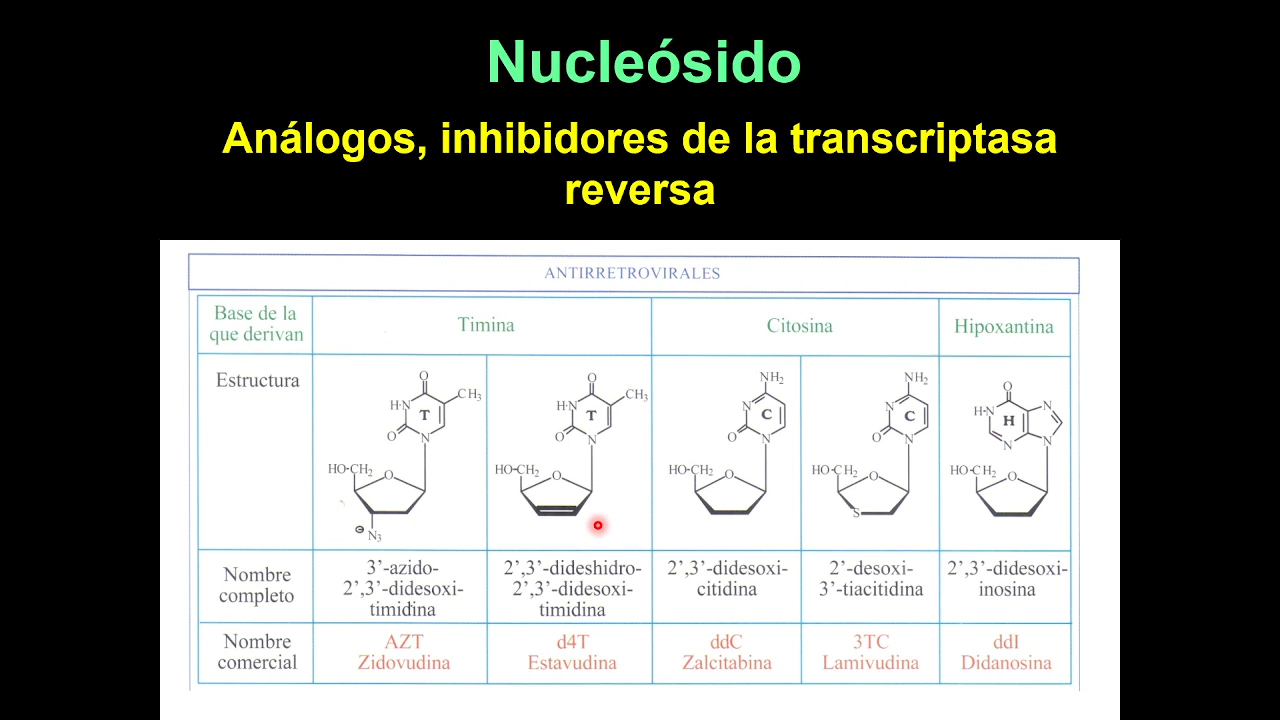 Nucleósido
Análogos, inhibidores de la transcriptasa
reversa
ANTIRRETROVIRALES
Base de la
que derivan
Timina
Citosina
Hipoxantina
Estructura
O
CH₃
H·N
T
O
N
HO-CH₂
O
⊖
N₃
O
CH₃
H·N
T
O
N
HO-CH₂
O
NH₂
N
C
O
N
HO-CH₂
O
NH₂
N
C
O
N
HO-CH₂
O
S
O
H·N
N
H
N
N
HO-CH₂
O
Nombre
completo
3’-azido-
2’,3’-didesoxi-
timidina
2’,3’-dideshidro-
2’,3’-didesoxi-
timidina
2’,3’-didesoxi-
citidina
2’-desoxi-
3’-tiacitidina
2’,3’-didesoxi-
inosina
Nombre
comercial
AZT
Zidovudina
d4T
Estavudina
ddC
Zalcitabina
3TC
Lamivudina
ddI
Didanosina